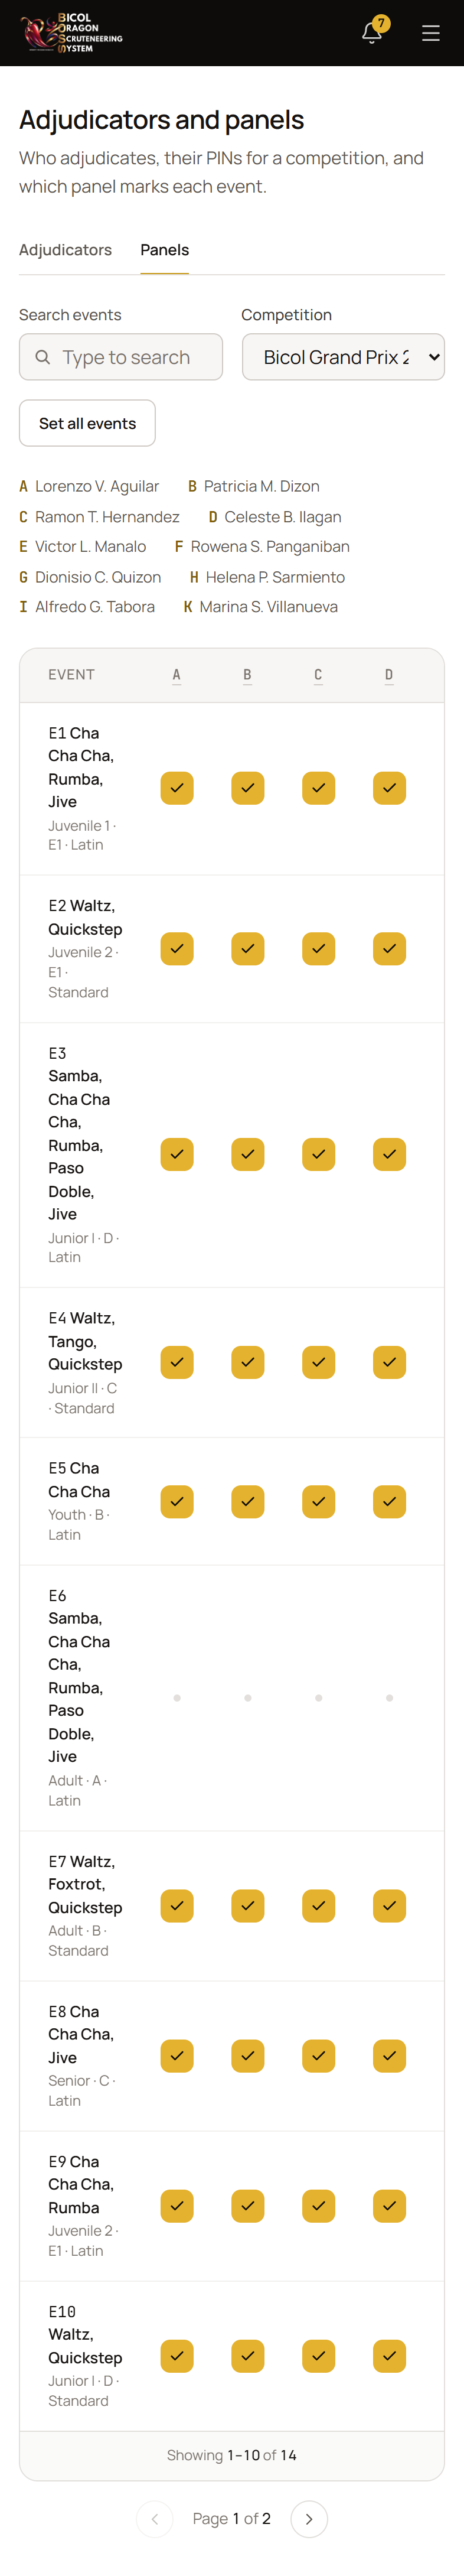 BICOL
DRAGON
SCRUTENEERING
SYSTEM
7
Adjudicators and panels
Who adjudicates, their PINs for a competition, and
which panel marks each event.
Adjudicators Panels
Search events Competition
Type to search Bicol Grand Prix 2
Set all events
A Lorenzo V. Aguilar B Patricia M. Dizon
C Ramon T. Hernandez D Celeste B. Ilagan
E Victor L. Manalo F Rowena S. Panganiban
G Dionisio C. Quizon H Helena P. Sarmiento
I Alfredo G. Tabora K Marina S. Villanueva
EVENT A B C D
E1 Cha
Cha Cha,
Rumba,
Jive
Juvenile 1 ·
E1 · Latin
E2 Waltz,
Quickstep
Juvenile 2 ·
E1 ·
Standard
E3
Samba,
Cha Cha
Cha,
Rumba,
Paso
Doble,
Jive
Junior I · D ·
Latin
E4 Waltz,
Tango,
Quickstep
Junior II · C
· Standard
E5 Cha
Cha Cha
Youth · B ·
Latin
E6
Samba,
Cha Cha
Cha,
Rumba,
Paso
Doble,
Jive
Adult · A ·
Latin
E7 Waltz,
Foxtrot,
Quickstep
Adult · B ·
Standard
E8 Cha
Cha Cha,
Jive
Senior · C ·
Latin
E9 Cha
Cha Cha,
Rumba
Juvenile 2 ·
E1 · Latin
E10
Waltz,
Quickstep
Junior I · D ·
Standard
Showing 1–10 of 14
Page 1 of 2